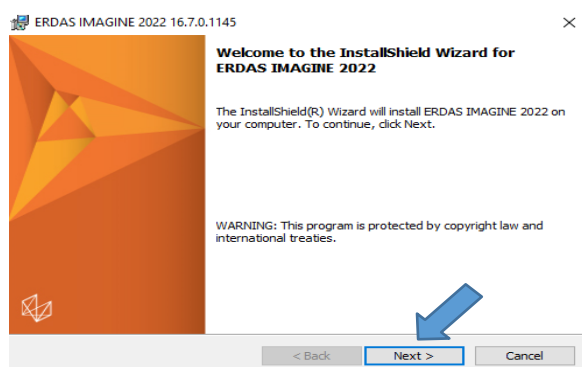 ERDAS IMAGINE 2022 16.7.0.1145
Welcome to the InstallShield Wizard for
ERDAS IMAGINE 2022
The InstallShield(R) Wizard will install ERDAS IMAGINE 2022 on
your computer. To continue, click Next.
WARNING: This program is protected by copyright law and
international treaties.
< Back Next > Cancel